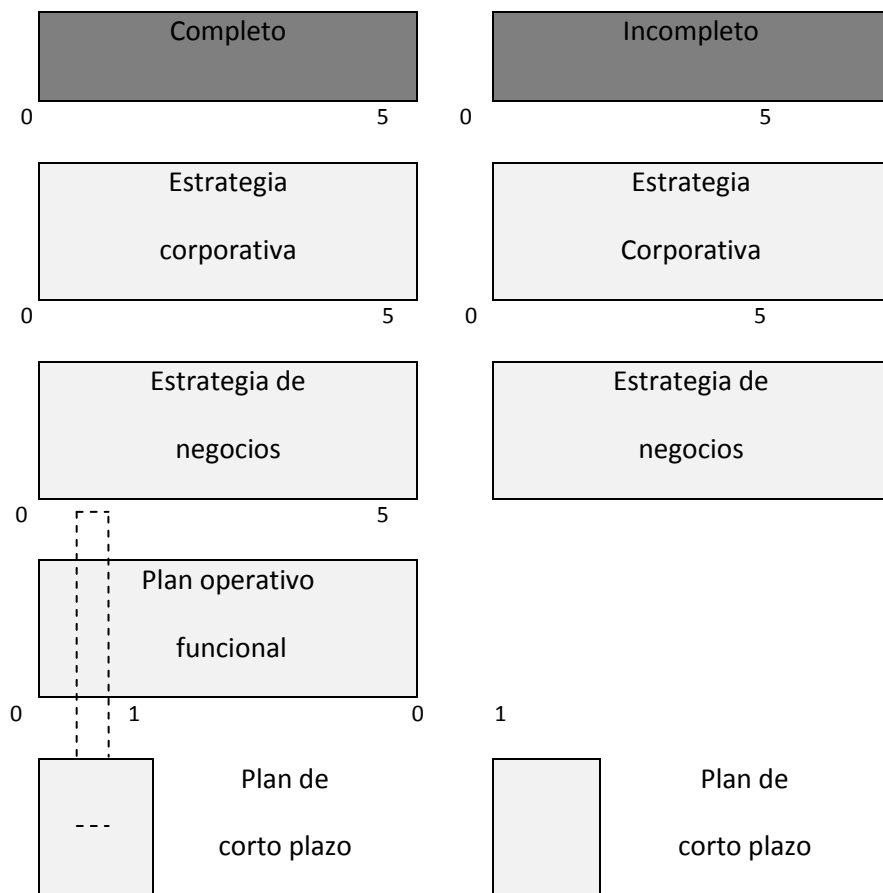 Completo Incompleto
0 5 0 5
Estrategia Estrategia
corporativa Corporativa
0 5 0 5
Estrategia de Estrategia de
negocios negocios
0 5
Plan operativo
funcional
0 1 0 1
Plan de Plan de
corto plazo corto plazo